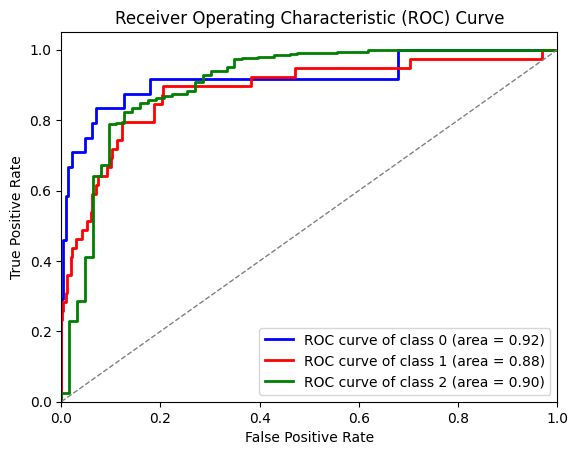 Receiver Operating Characteristic (ROC) Curve
True Positive Rate
1.0
0.8
0.6
0.4
0.2
0.0
ROC curve of class 0 (area = 0.92)
ROC curve of class 1 (area = 0.88)
ROC curve of class 2 (area = 0.90)
0.0 0.2 0.4 0.6 0.8 1.0
False Positive Rate